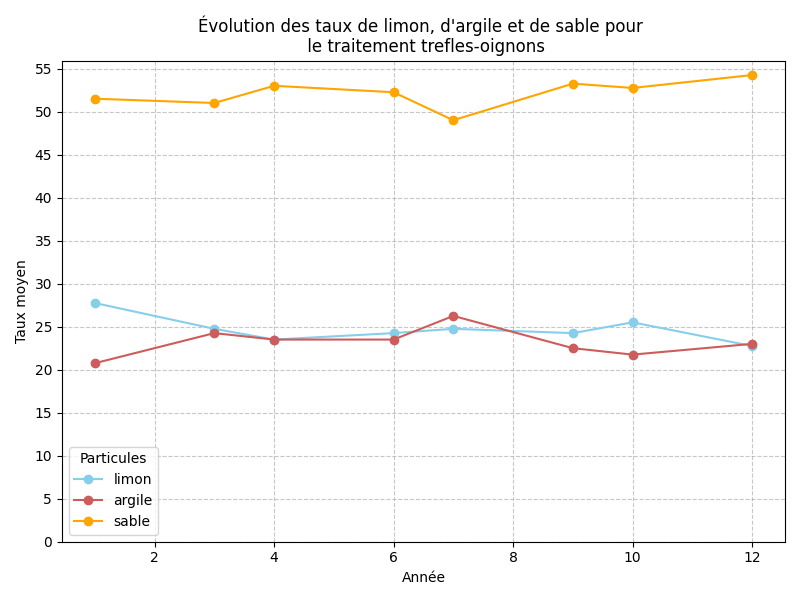 Évolution des taux de limon, d'argile et de sable pour
le traitement trefles-oignons
55
50
45
40
35
30
25
20
15
10
5
0
Taux moyen
Particules
limon
argile
sable
2
4
6
8
10
12
Année